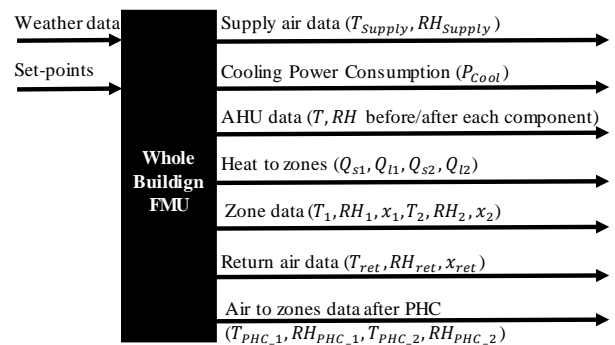 Weather data
Set-points
Whole
Buildign
FMU
Supply air data (T_Supply, RH_Supply)
Cooling Power Consumption (P_Cool)
AHU data (T, RH before/after each component)
Heat to zones (Q_s1, Q_l1, Q_s2, Q_l2)
Zone data (T_1, RH_1, x_1, T_2, RH_2, x_2)
Return air data (T_ret, RH_ret, x_ret)
Air to zones data after PHC
(T_PHC_1, RH_PHC_1, T_PHC_2, RH_PHC_2)